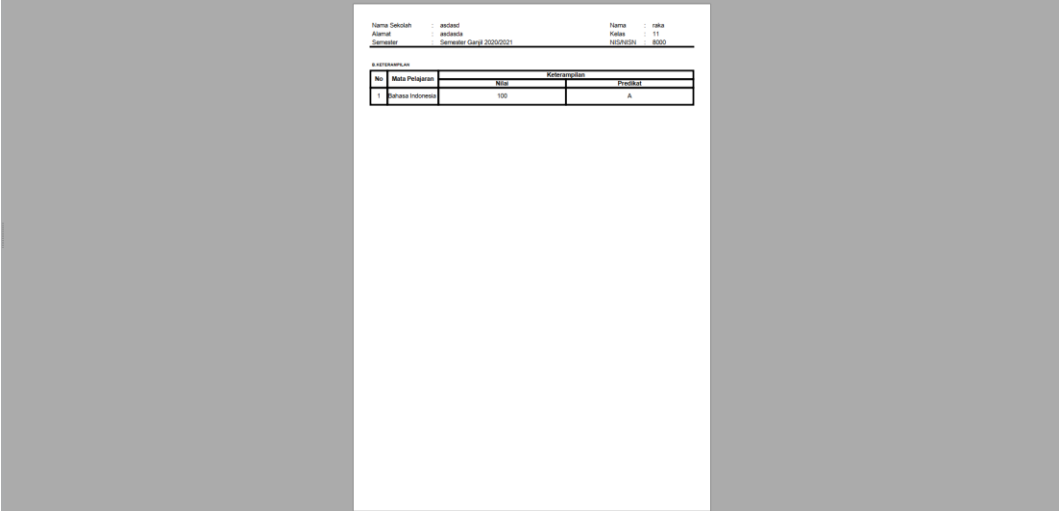 Nama Sekolah : asdasd Nama : raka
Alamat : asdasda Kelas : 11
Semester : Semester Ganjil 2020/2021 NIS/NISN : 8000
B.KETERAMPILAN
No Mata Pelajaran Keterampilan
Nilai Predikat
1 Bahasa Indonesia 100 A